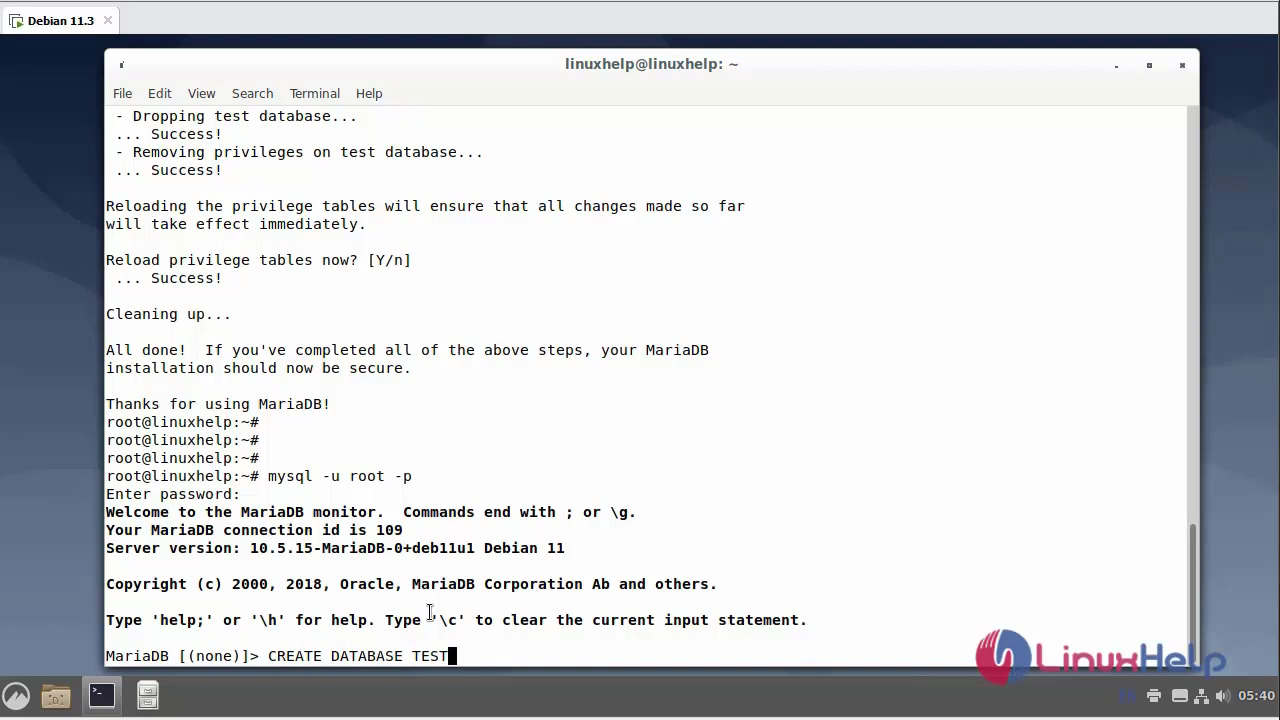 Debian 11.3
linuxhelp@linuxhelp: ~
File Edit View Search Terminal Help
- Dropping test database...
... Success!
- Removing privileges on test database...
... Success!
Reloading the privilege tables will ensure that all changes made so far
will take effect immediately.
Reload privilege tables now? [Y/n]
... Success!
Cleaning up...
All done!  If you've completed all of the above steps, your MariaDB
installation should now be secure.
Thanks for using MariaDB!
root@linuxhelp:~#
root@linuxhelp:~#
root@linuxhelp:~#
root@linuxhelp:~# mysql -u root -p
Enter password:
Welcome to the MariaDB monitor.  Commands end with ; or \g.
Your MariaDB connection id is 109
Server version: 10.5.15-MariaDB-0+deb11u1 Debian 11
Copyright (c) 2000, 2018, Oracle, MariaDB Corporation Ab and others.
Type 'help;' or '\h' for help. Type '\c' to clear the current input statement.
MariaDB [(none)]> CREATE DATABASE TEST
LinuxHelp
05:40